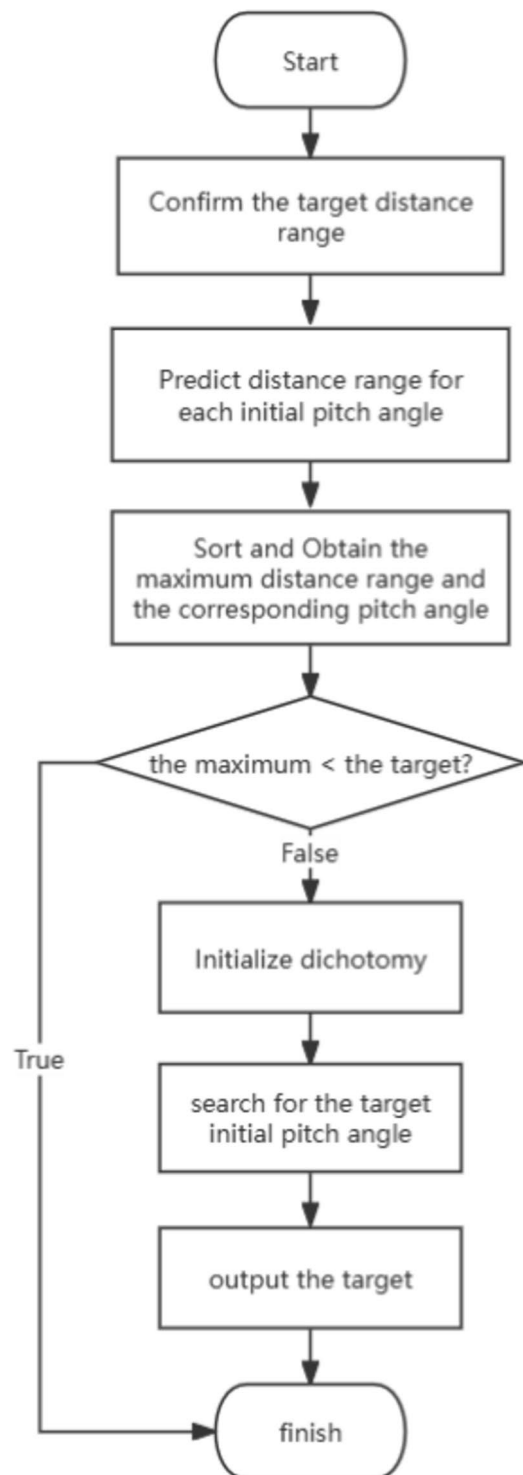 Start
Confirm the target distance
range
Predict distance range for
each initial pitch angle
Sort and Obtain the
maximum distance range and
the corresponding pitch angle
the maximum < the target?
False
Initialize dichotomy
True
search for the target
initial pitch angle
output the target
finish